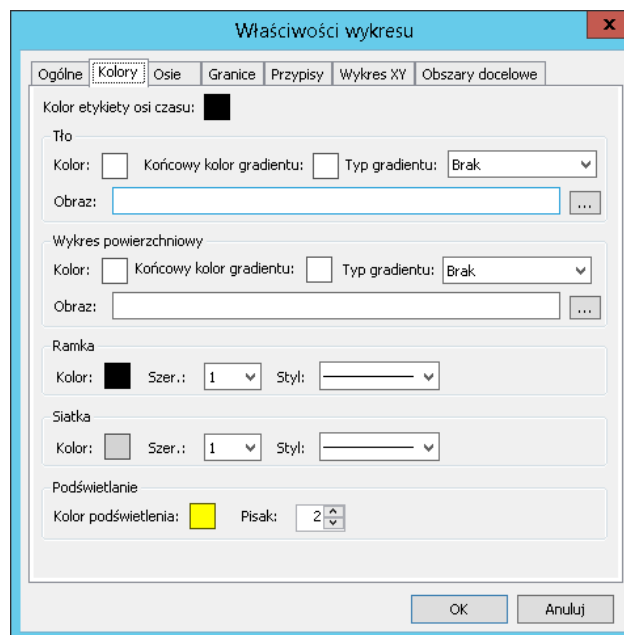 Właściwości wykresu
x
Ogólne Kolory Osie Granice Przypisy Wykres XY Obszary docelowe
Kolor etykiety osi czasu:
Tło
Kolor: Końcowy kolor gradientu: Typ gradientu: Brak
Obraz: ...
Wykres powierzchniowy
Kolor: Końcowy kolor gradientu: Typ gradientu: Brak
Obraz: ...
Ramka
Kolor: Szer.: 1 Styl:
Siatka
Kolor: Szer.: 1 Styl:
Podświetlanie
Kolor podświetlenia: Pisak: 2
OK Anuluj